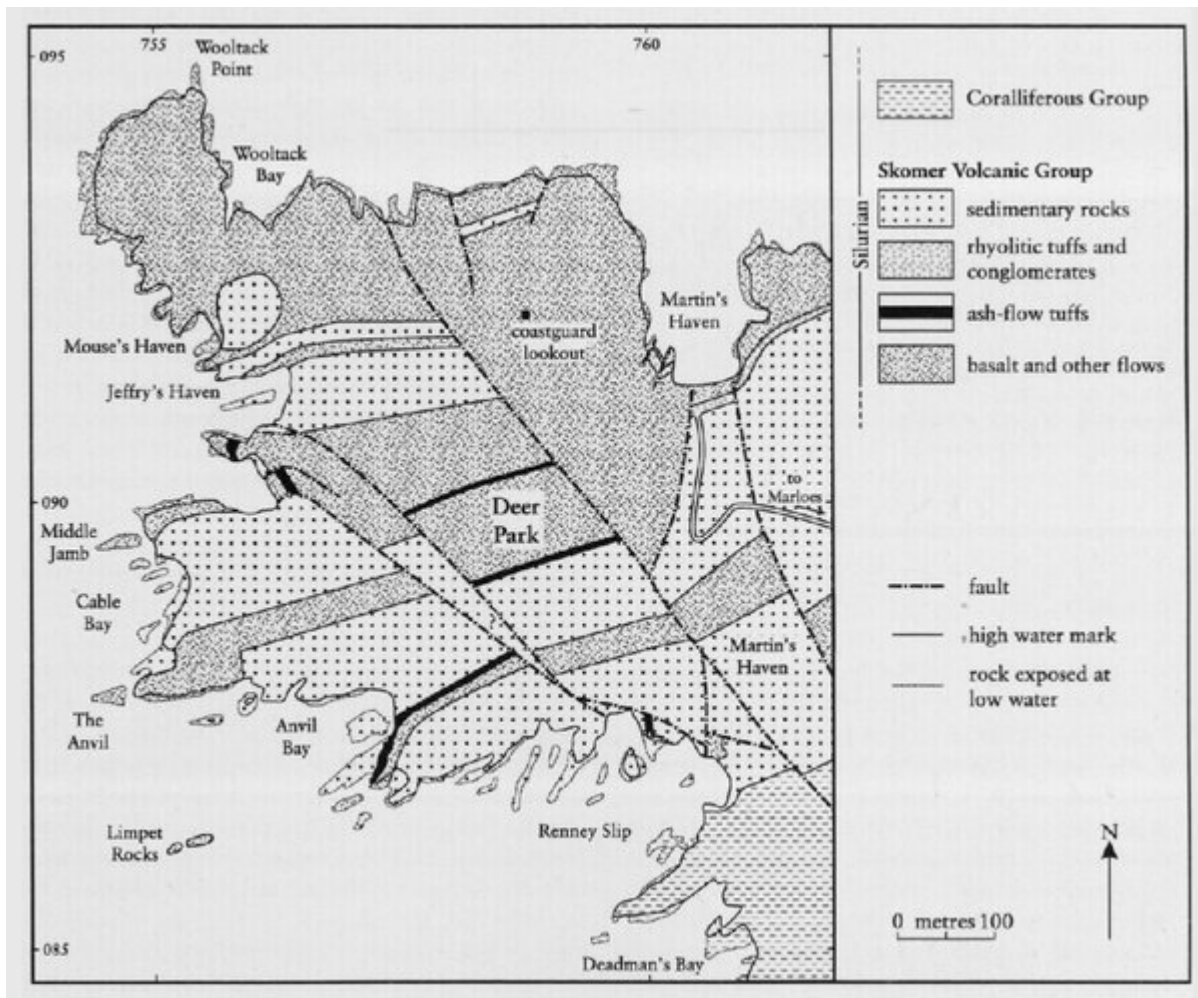 755
760
095
Wooltack
Point
Wooltack
Bay
Martin's
Haven
coastguard
lookout
Mouse's Haven
Jeffry's Haven
090
to
Marloes
Deer
Park
Middle
Jamb
Cable
Bay
Martin's
Haven
The
Anvil
Anvil
Bay
Limpet
Rocks
Renney Slip
085
Deadman's Bay
Silurian
Coralliferous Group
Skomer Volcanic Group
sedimentary rocks
rhyolitic tuffs and
conglomerates
ash-flow tuffs
basalt and other flows
fault
high water mark
rock exposed at
low water
N
0 metres 100